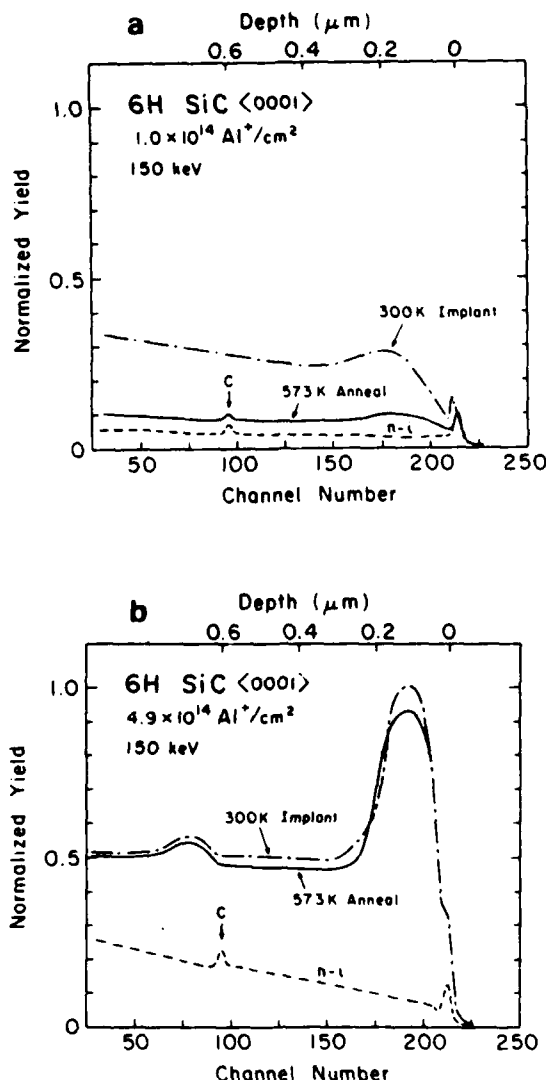 a
Depth (μm)
0.6 0.4 0.2 0
6H SiC <0001>
1.0 × 10¹⁴ Al⁺/cm²
150 keV
1.0
0.5
0
Normalized Yield
300K Implant
C
573K Anneal
n-i
50 100 150 200 250
Channel Number
b
Depth (μm)
0.6 0.4 0.2 0
6H SiC <0001>
4.9 × 10¹⁴ Al⁺/cm²
150 keV
1.0
0.5
0
Normalized Yield
300K Implant
573K Anneal
C
n-i
50 100 150 200 250
Channel Number